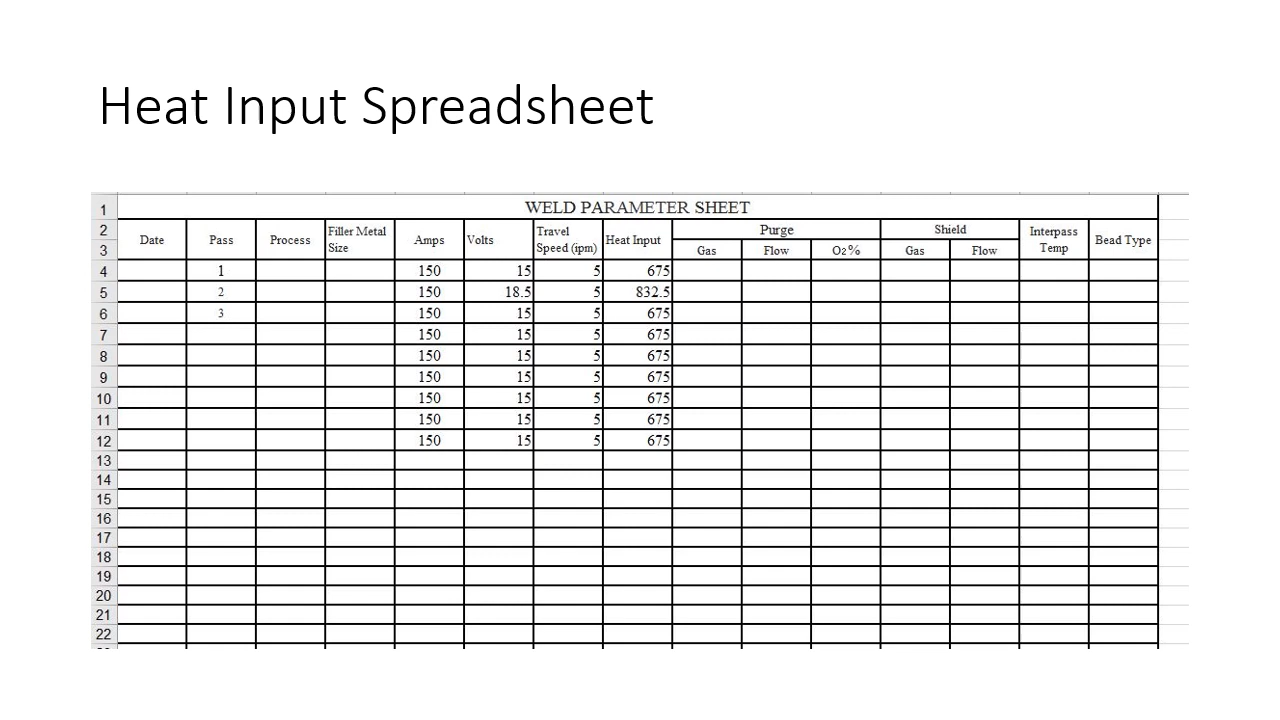 Heat Input Spreadsheet
1 WELD PARAMETER SHEET
2 Date Pass Process Filler Metal Size Amps Volts Travel Speed (ipm) Heat Input Purge Shield Interpass Temp Bead Type
3 Gas Flow O2% Gas Flow
4 1 150 15 5 675
5 2 150 18.5 5 832.5
6 3 150 15 5 675
7 150 15 5 675
8 150 15 5 675
9 150 15 5 675
10 150 15 5 675
11 150 15 5 675
12 150 15 5 675
13
14
15
16
17
18
19
20
21
22